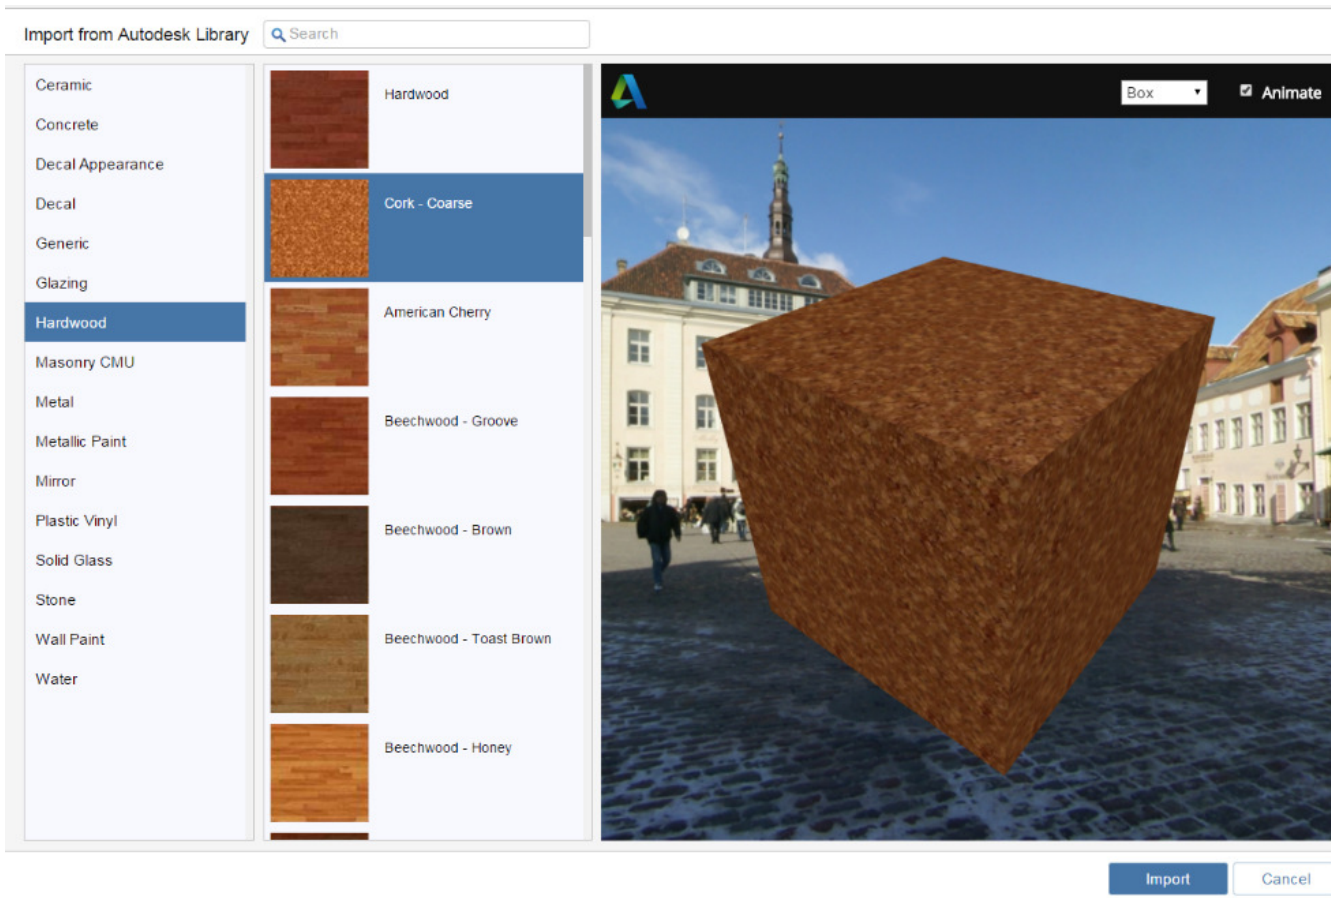 Import from Autodesk Library
Search
Ceramic
Concrete
Decal Appearance
Decal
Generic
Glazing
Hardwood
Masonry CMU
Metal
Metallic Paint
Mirror
Plastic Vinyl
Solid Glass
Stone
Wall Paint
Water
Hardwood
Cork - Coarse
American Cherry
Beechwood - Groove
Beechwood - Brown
Beechwood - Toast Brown
Beechwood - Honey
Box
Animate
Import
Cancel